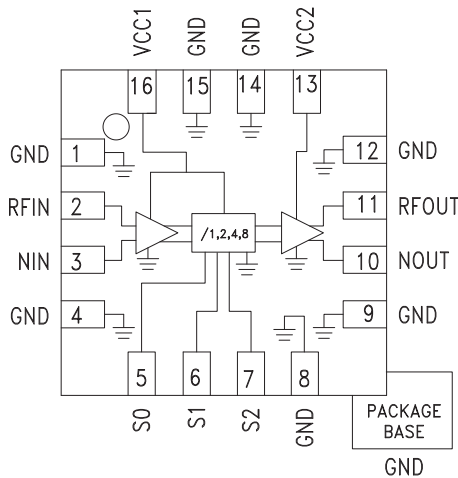 VCC1
GND
GND
VCC2
16
15
14
13
GND 1
12 GND
RFIN 2
11 RFOUT
/1,2,4,8
NIN 3
10 NOUT
GND 4
9 GND
5
6
7
8
S0
S1
S2
GND
PACKAGE
BASE
GND